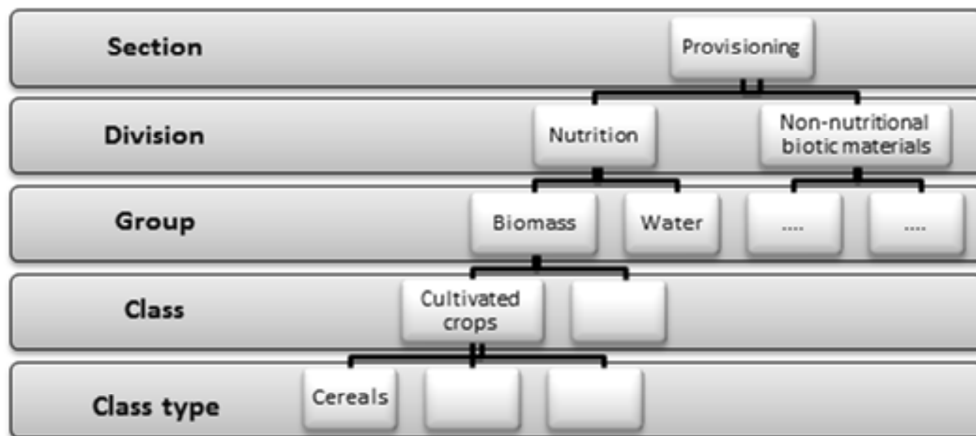 Section
Provisioning
Division
Nutrition
Non-nutritional
biotic materials
Group
Biomass
Water
....
....
Class
Cultivated
crops
Class type
Cereals